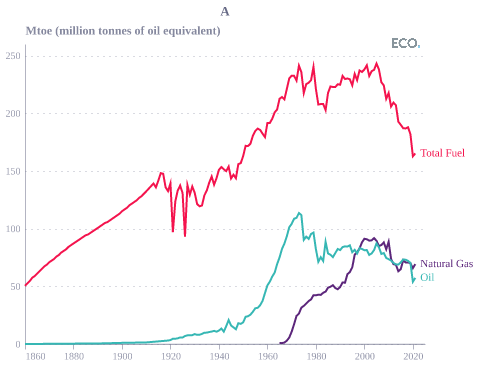 A
Mtoe (million tonnes of oil equivalent)
ECO.
250
200
150
100
50
0
Total Fuel
Natural Gas
Oil
1860 1880 1900 1920 1940 1960 1980 2000 2020